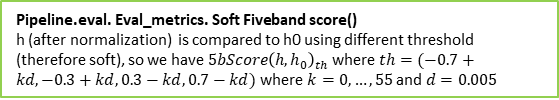 Pipeline.eval. Eval_metrics. Soft Fiveband score()
h (after normalization) is compared to h0 using different threshold
(therefore soft), so we have 5bScore(h, h₀)ₜₕ where th = (−0.7 +
kd, −0.3 + kd, 0.3 − kd, 0.7 − kd) where k = 0, ..., 55 and d = 0.005